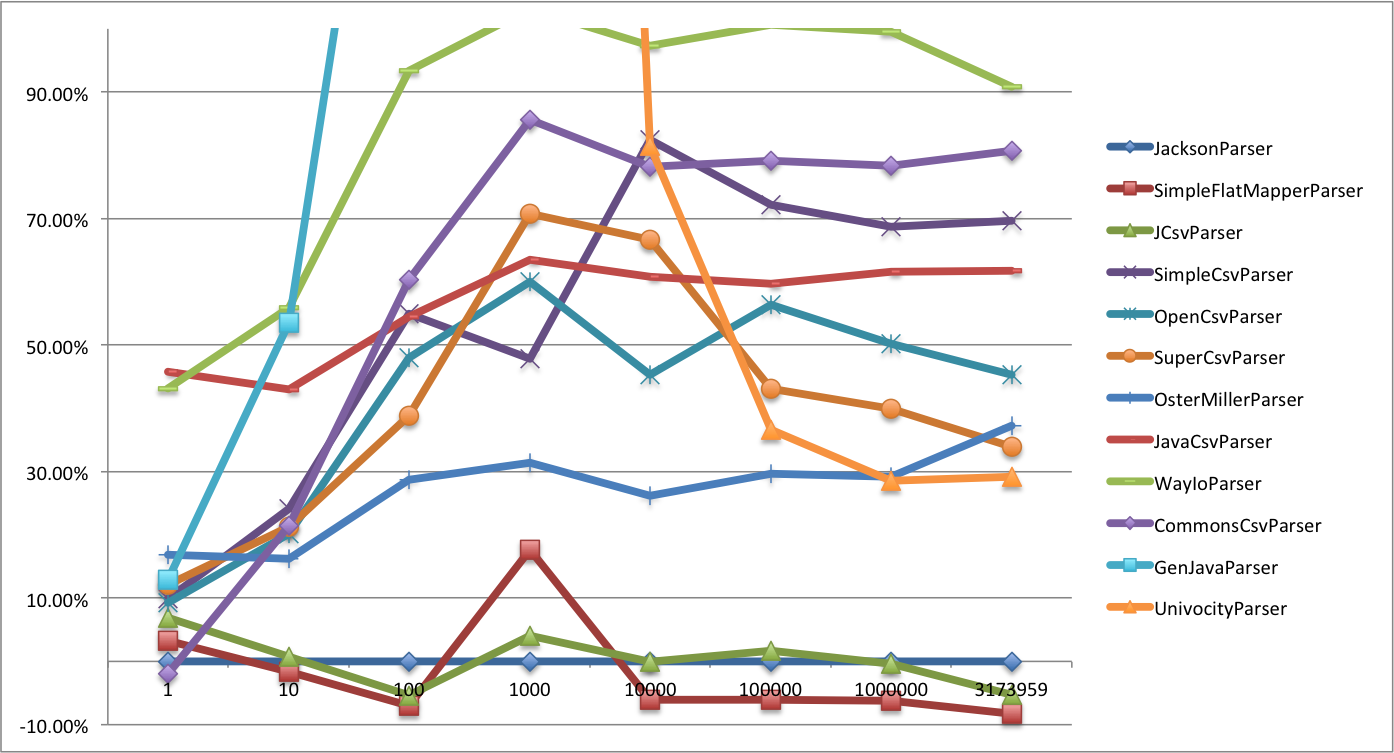 90.00%
70.00%
50.00%
30.00%
10.00%
-10.00%
1 10 100 1000 10000 100000 1000000 3173959
JacksonParser
SimpleFlatMapperParser
JCsvParser
SimpleCsvParser
OpenCsvParser
SuperCsvParser
OsterMillerParser
JavaCsvParser
WayIoParser
CommonsCsvParser
GenJavaParser
UnivocityParser